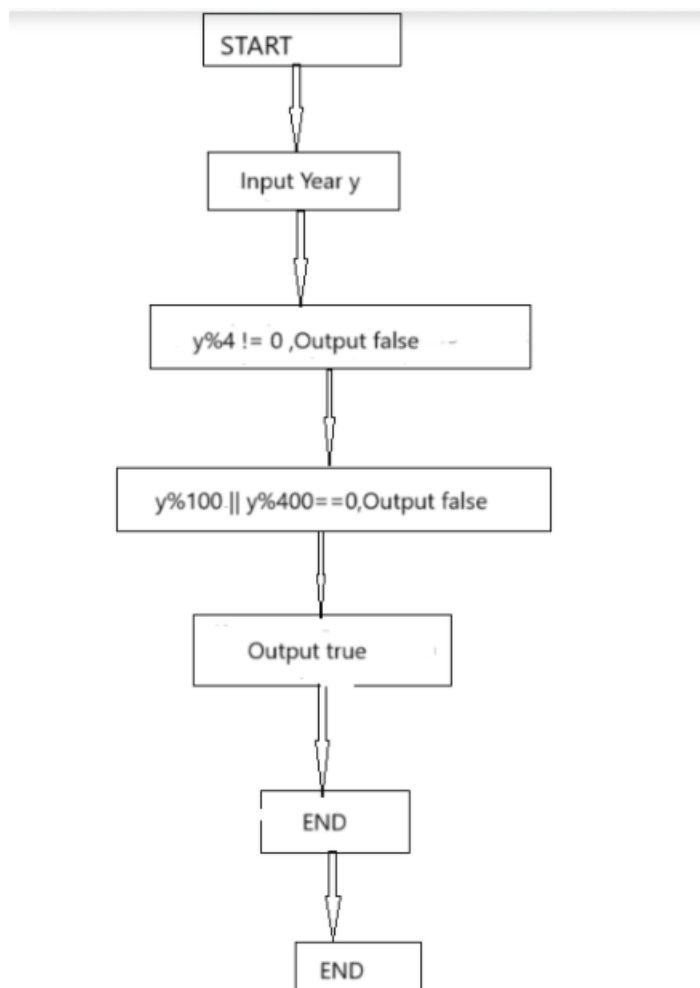 START
Input Year y
y%4 != 0 ,Output false
y%100 || y%400==0,Output false
Output true
END
END